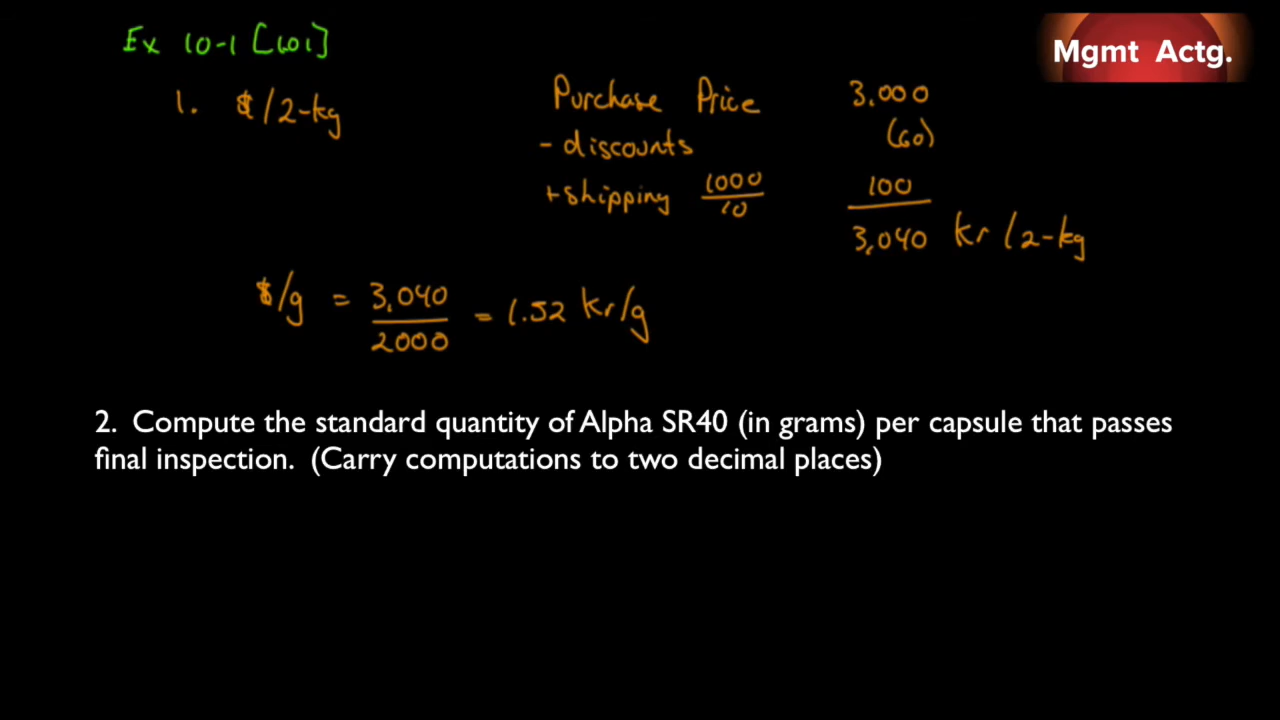 Ex 10-1 [601]
Mgmt Actg.
1. $/2-kg
Purchase Price 3,000
- discounts (60)
+shipping 1000/10 100
3,040 kr/2-kg
$/g = 3,040/2000 = 1.52 kr/g
2. Compute the standard quantity of Alpha SR40 (in grams) per capsule that passes
final inspection. (Carry computations to two decimal places)